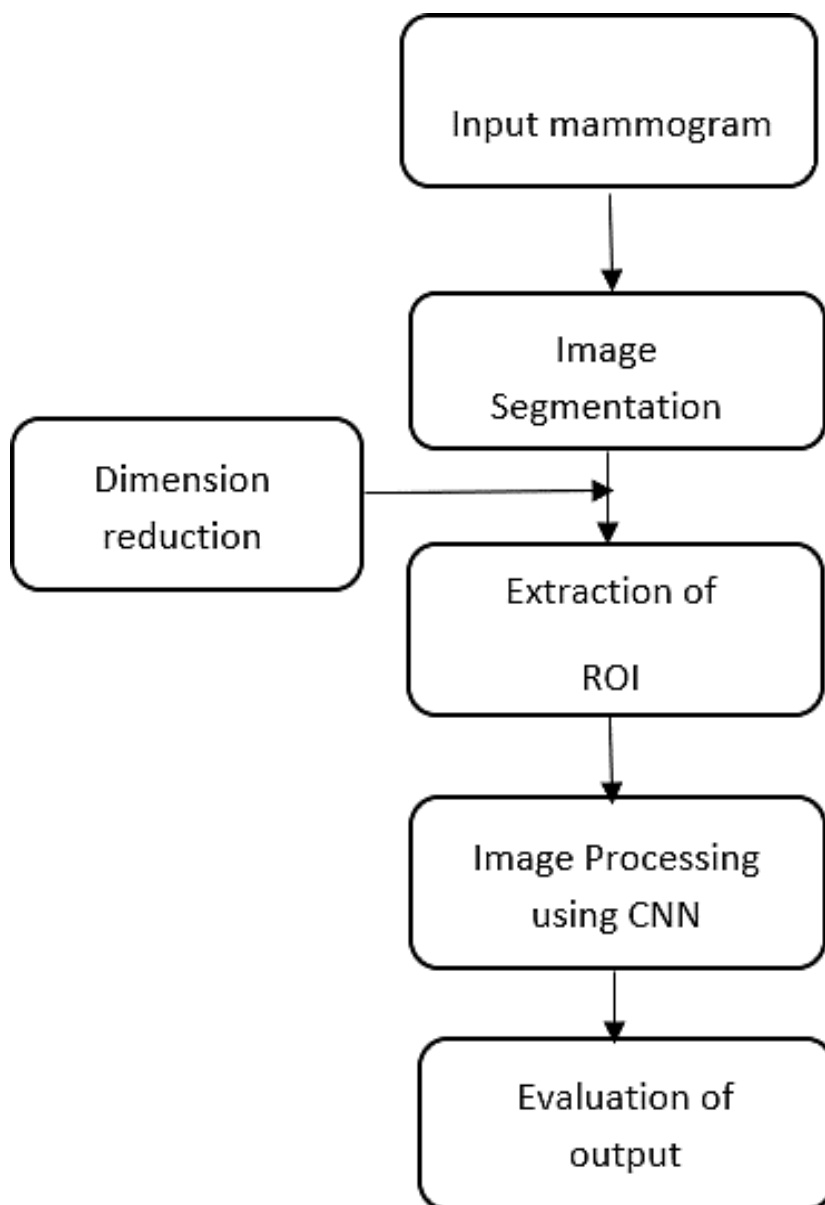 Input mammogram
Image
Segmentation
Dimension
reduction
Extraction of
ROI
Image Processing
using CNN
Evaluation of
output